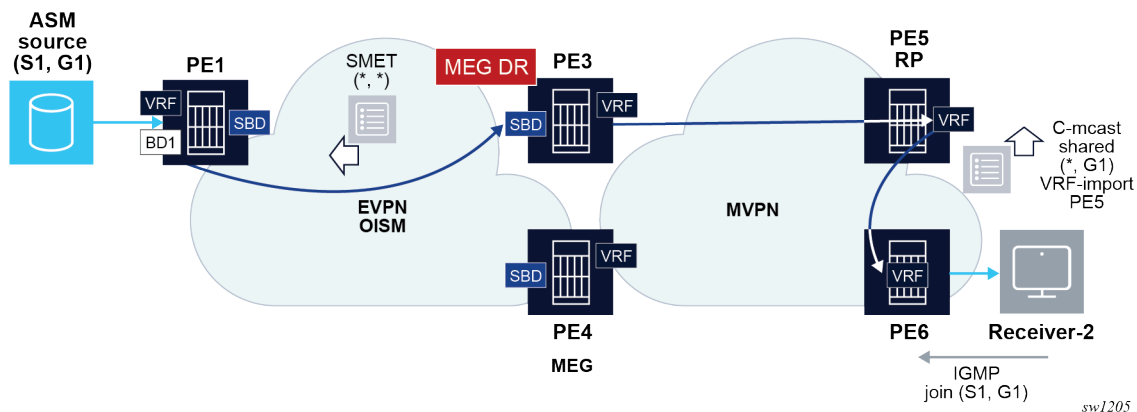 ASM
source
(S1, G1)
PE1
VRF
BD1
SBD
SMET
(*, *)
EVPN
OISM
MEG DR
PE3
SBD
VRF
SBD
VRF
PE4
MEG
MVPN
PE5
RP
VRF
C-mcast
shared
(*, G1)
VRF-import
PE5
VRF
PE6
Receiver-2
IGMP
join (S1, G1)
sw1205